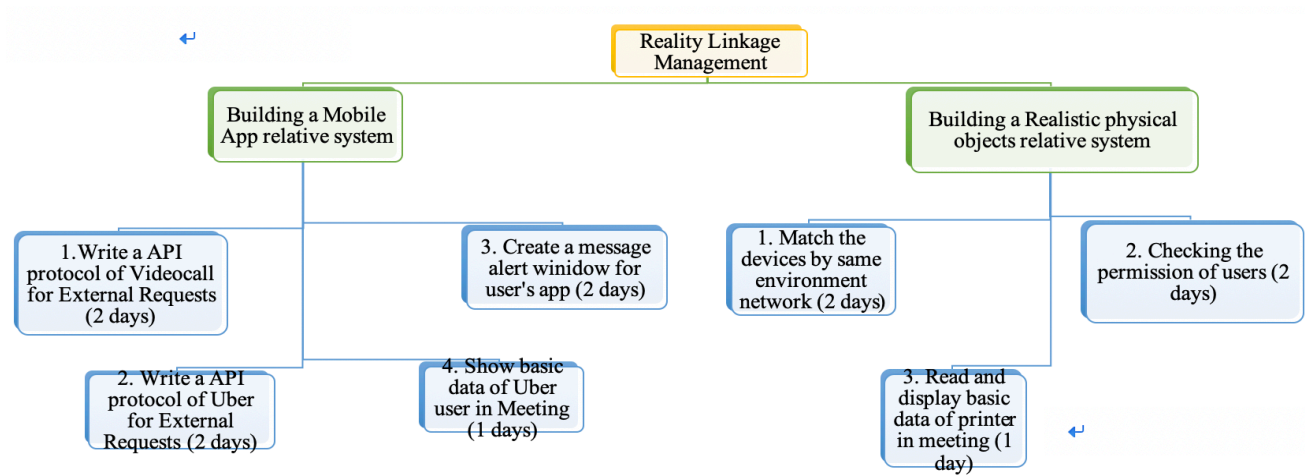 Reality Linkage
Management
Building a Mobile
App relative system
Building a Realistic physical
objects relative system
1.Write a API
protocol of Videocall
for External Requests
(2 days)
3. Create a message
alert winidow for
user's app (2 days)
1. Match the
devices by same
environment
network (2 days)
2. Checking the
permission of users (2
days)
2. Write a API
protocol of Uber
for External
Requests (2 days)
4. Show basic
data of Uber
user in Meeting
(1 days)
3. Read and
display basic
data of printer
in meeting (1
day)